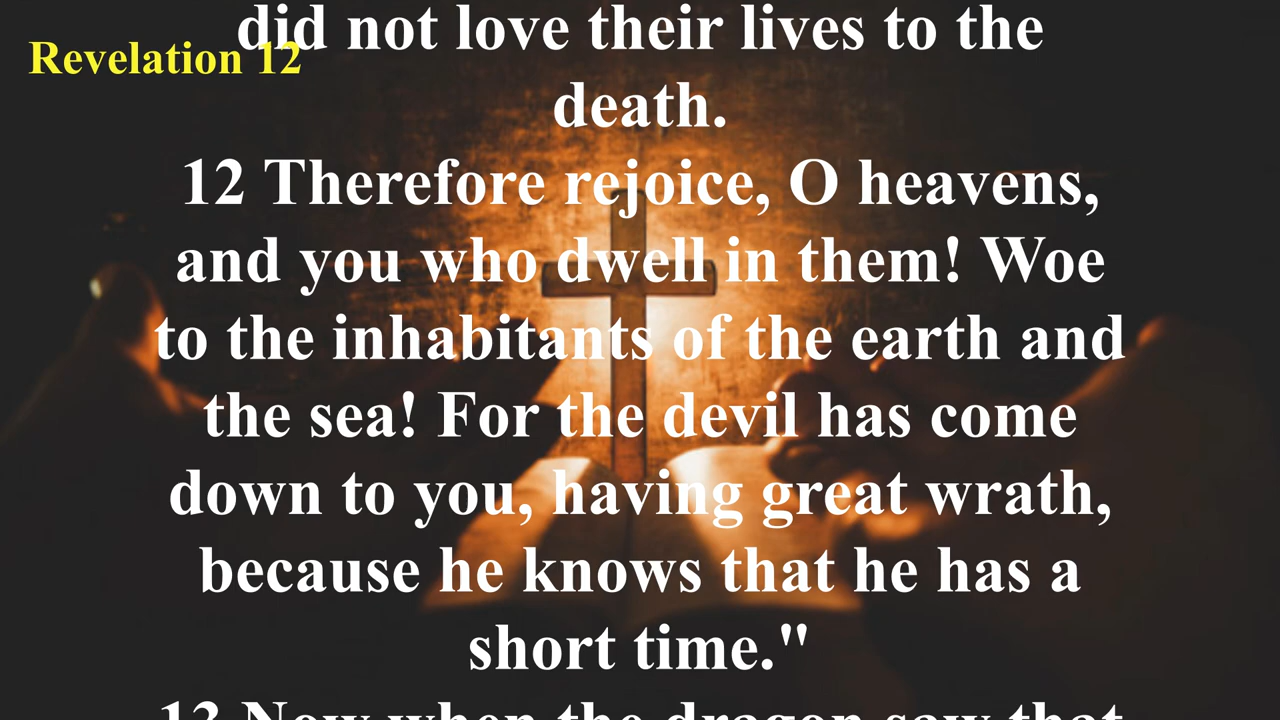 did not love their lives to the
Revelation 12
death.
12 Therefore rejoice, O heavens,
and you who dwell in them! Woe
to the inhabitants of the earth and
the sea! For the devil has come
down to you, having great wrath,
because he knows that he has a
short time."
13 Now when the dragon saw that